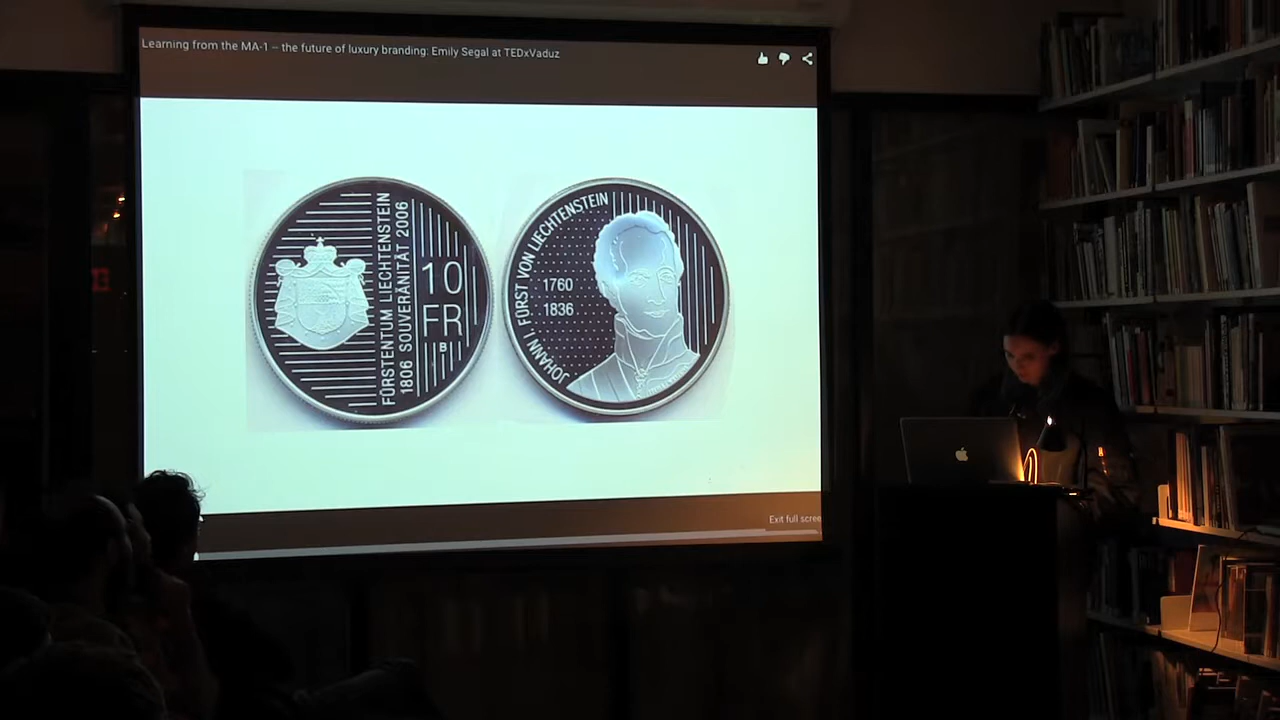 Learning from the MA-1 – the future of luxury branding: Emily Segal at TEDxVaduz
FÜRSTENTUM LIECHTENSTEIN
1806 SOUVERÄNITÄT 2006
10
FR
B
JOHANN I. FÜRST VON LIECHTENSTEIN
1760
1836
Exit full scree